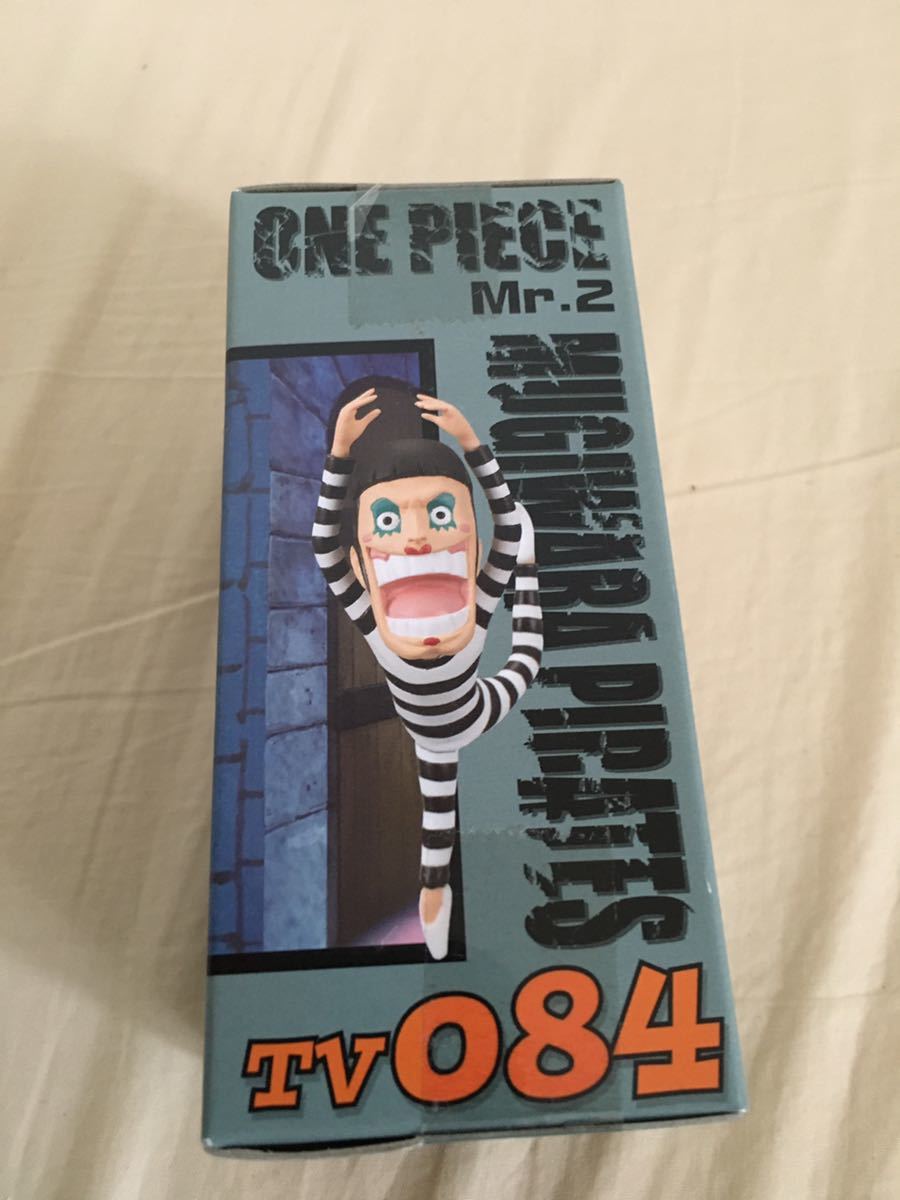 ONE PIECE
Mr.2
MUGIWARA PIRATES
TV084